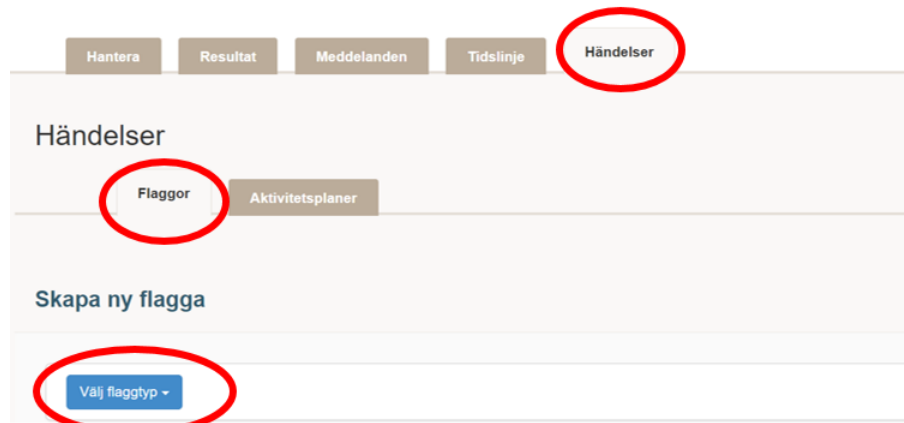 Hantera Resultat Meddelanden Tidslinje Händelser
Händelser
Flaggor Aktivitetsplaner
Skapa ny flagga
Välj flaggtyp